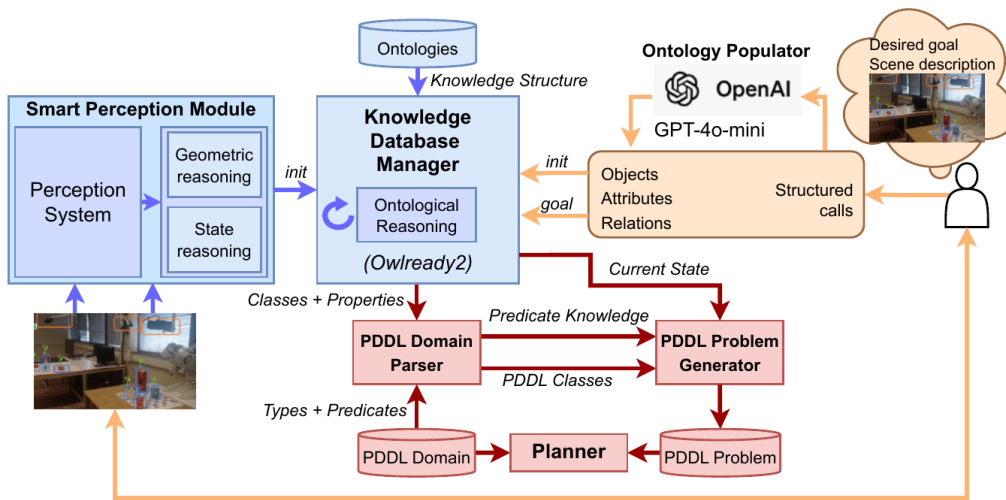 Ontologies
Knowledge Structure
Smart Perception Module
Perception
System
Geometric
reasoning
State
reasoning
init
Knowledge
Database
Manager
Ontological
Reasoning
(Owlready2)
Ontology Populator
OpenAI
GPT-4o-mini
Desired goal
Scene description
init
goal
Objects
Attributes
Relations
Structured
calls
Classes + Properties
Current State
Predicate Knowledge
PDDL Domain
Parser
PDDL Classes
PDDL Problem
Generator
Types + Predicates
PDDL Domain
Planner
PDDL Problem